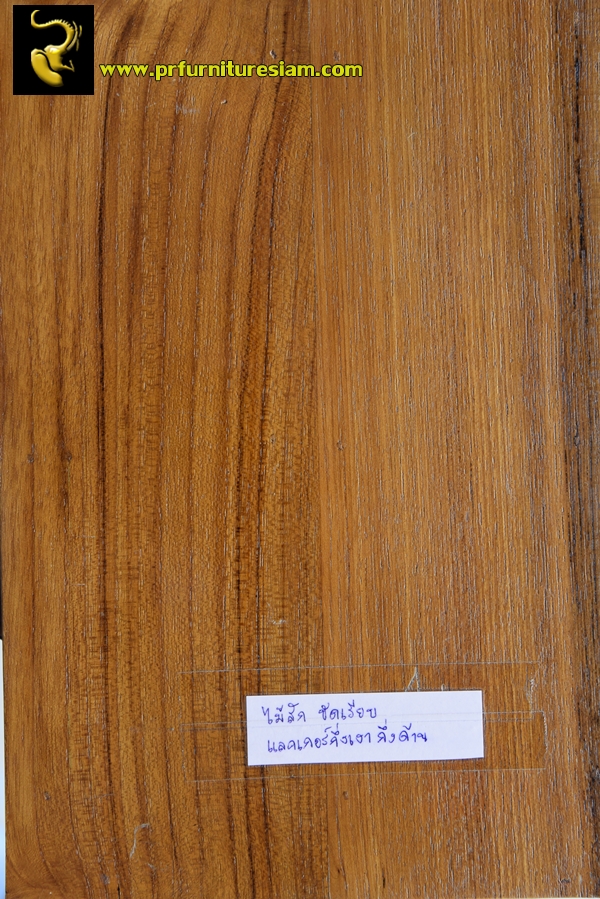 www.prfurnituresiam.com
ไม้สัก ขัดเรียบ
แลคเกอร์กึ่งเงา กึ่งด้าน